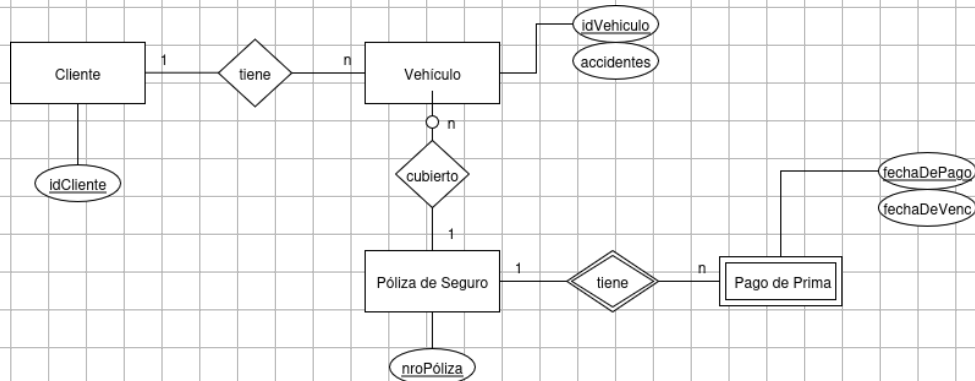 idVehiculo
Cliente
1
tiene
n
Vehículo
accidentes
n
idCliente
cubierto
fechaDePago
fechaDeVenc
1
Póliza de Seguro
1
tiene
n
Pago de Prima
nroPóliza